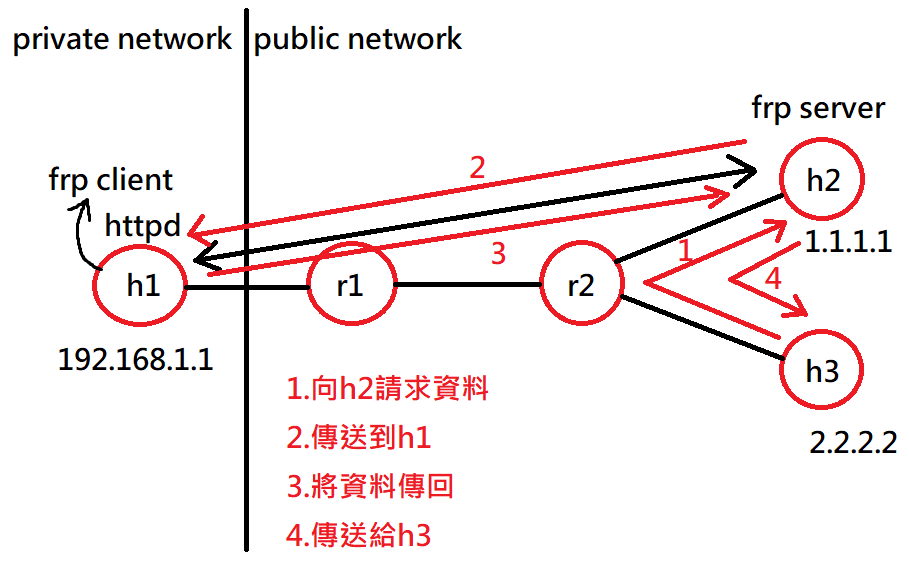 private network
public network
frp server
frp client
httpd
h1
192.168.1.1
r1
r2
h2
1.1.1.1
h3
2.2.2.2
2
3
1
4
1.向h2請求資料
2.傳送到h1
3.將資料傳回
4.傳送給h3